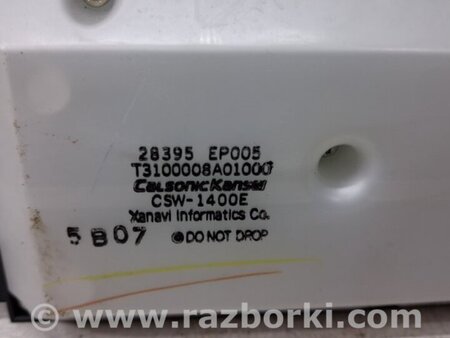 28395 EP005
T3100008A01000
CalsonicKansei
CSW-1400E
Xanavi Informatics Co.
5B07 DO NOT DROP
© www.razborki.com